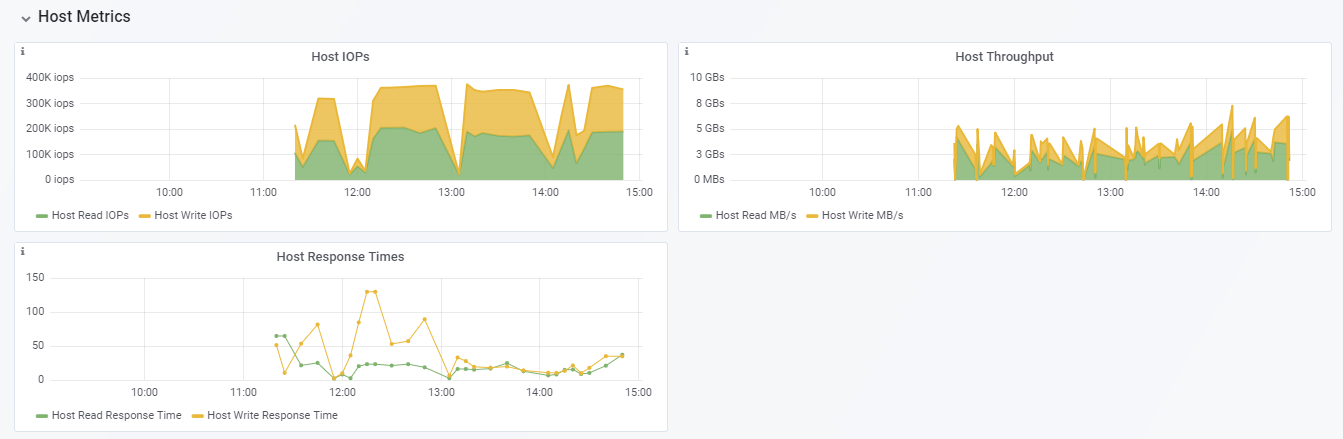 Host Metrics
i
Host IOPs
400K iops
300K iops
200K iops
100K iops
0 iops
10:00 11:00 12:00 13:00 14:00 15:00
Host Read IOPs Host Write IOPs
i
Host Throughput
10 GBs
8 GBs
5 GBs
3 GBs
0 MBs
10:00 11:00 12:00 13:00 14:00 15:00
Host Read MB/s Host Write MB/s
i
Host Response Times
150
100
50
0
10:00 11:00 12:00 13:00 14:00 15:00
Host Read Response Time Host Write Response Time